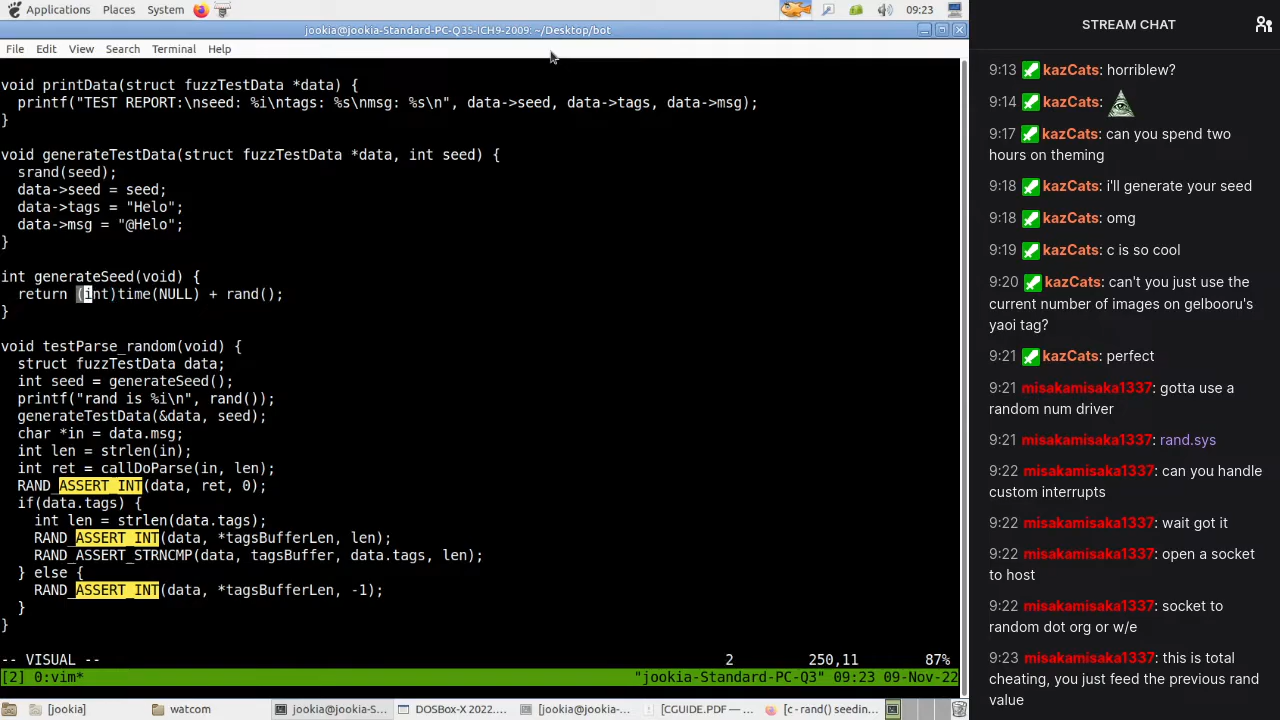 Applications Places System 09:23
jookia@jookia-Standard-PC-Q35-ICH9-2009: ~/Desktop/bot
File Edit View Search Terminal Help
void printData(struct fuzzTestData *data) {
  printf("TEST REPORT:\nseed: %i\ntags: %s\nmsg: %s\n", data->seed, data->tags, data->msg);
}
void generateTestData(struct fuzzTestData *data, int seed) {
  srand(seed);
  data->seed = seed;
  data->tags = "Helo";
  data->msg = "@Helo";
}
int generateSeed(void) {
  return (int)time(NULL) + rand();
}
void testParse_random(void) {
  struct fuzzTestData data;
  int seed = generateSeed();
  printf("rand is %i\n", rand());
  generateTestData(&data, seed);
  char *in = data.msg;
  int len = strlen(in);
  int ret = callDoParse(in, len);
  RAND_ASSERT_INT(data, ret, 0);
  if(data.tags) {
    int len = strlen(data.tags);
    RAND_ASSERT_INT(data, *tagsBufferLen, len);
    RAND_ASSERT_STRNCMP(data, tagsBuffer, data.tags, len);
  } else {
    RAND_ASSERT_INT(data, *tagsBufferLen, -1);
  }
}
-- VISUAL -- 2 250,11 87%
[2] 0:vim* "jookia-Standard-PC-Q3" 09:23 09-Nov-22
[jookia] watcom jookia@jookia-S... DOSBox-X 2022.... [jookia@jookia-... [CGUIDE.PDF — ... [c - rand() seedin...
STREAM CHAT
9:13 kazCats: horriblew?
9:14 kazCats:
9:17 kazCats: can you spend two
hours on theming
9:18 kazCats: i'll generate your seed
9:18 kazCats: omg
9:19 kazCats: c is so cool
9:20 kazCats: can't you just use the
current number of images on gelbooru's
yaoi tag?
9:21 kazCats: perfect
9:21 misakamisaka1337: gotta use a
random num driver
9:21 misakamisaka1337: rand.sys
9:22 misakamisaka1337: can you handle
custom interrupts
9:22 misakamisaka1337: wait got it
9:22 misakamisaka1337: open a socket
to host
9:22 misakamisaka1337: socket to
random dot org or w/e
9:23 misakamisaka1337: this is total
cheating, you just feed the previous rand
value